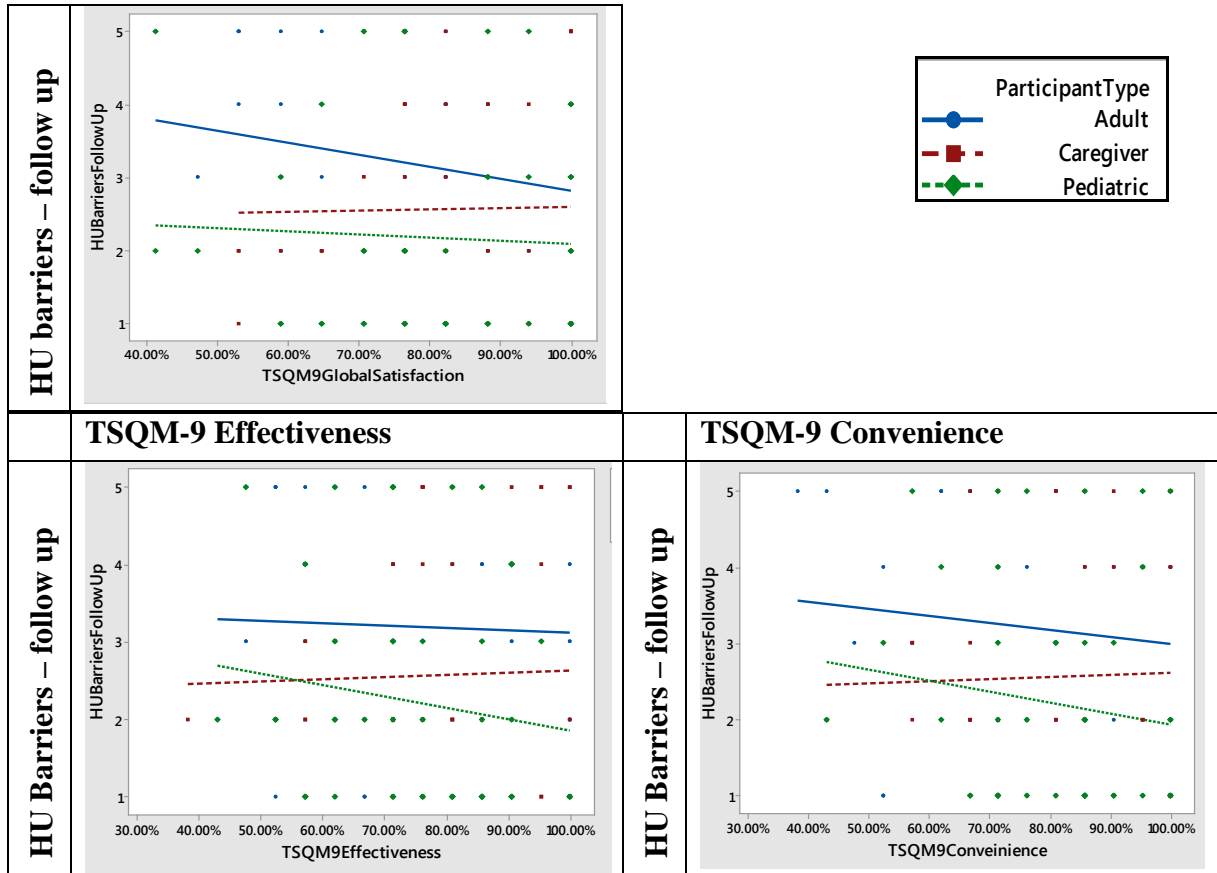 HU barriers – follow up
HUBarriersFollowUp
5
4
3
2
1
40.00% 50.00% 60.00% 70.00% 80.00% 90.00% 100.00%
TSQM9GlobalSatisfaction
ParticipantType
Adult
Caregiver
Pediatric
TSQM-9 Effectiveness
TSQM-9 Convenience
HU Barriers – follow up
HUBarriersFollowUp
5
4
3
2
1
30.00% 40.00% 50.00% 60.00% 70.00% 80.00% 90.00% 100.00%
TSQM9Effectiveness
HU Barriers – follow up
HUBarriersFollowUp
5
4
3
2
1
30.00% 40.00% 50.00% 60.00% 70.00% 80.00% 90.00% 100.00%
TSQM9Conveinience